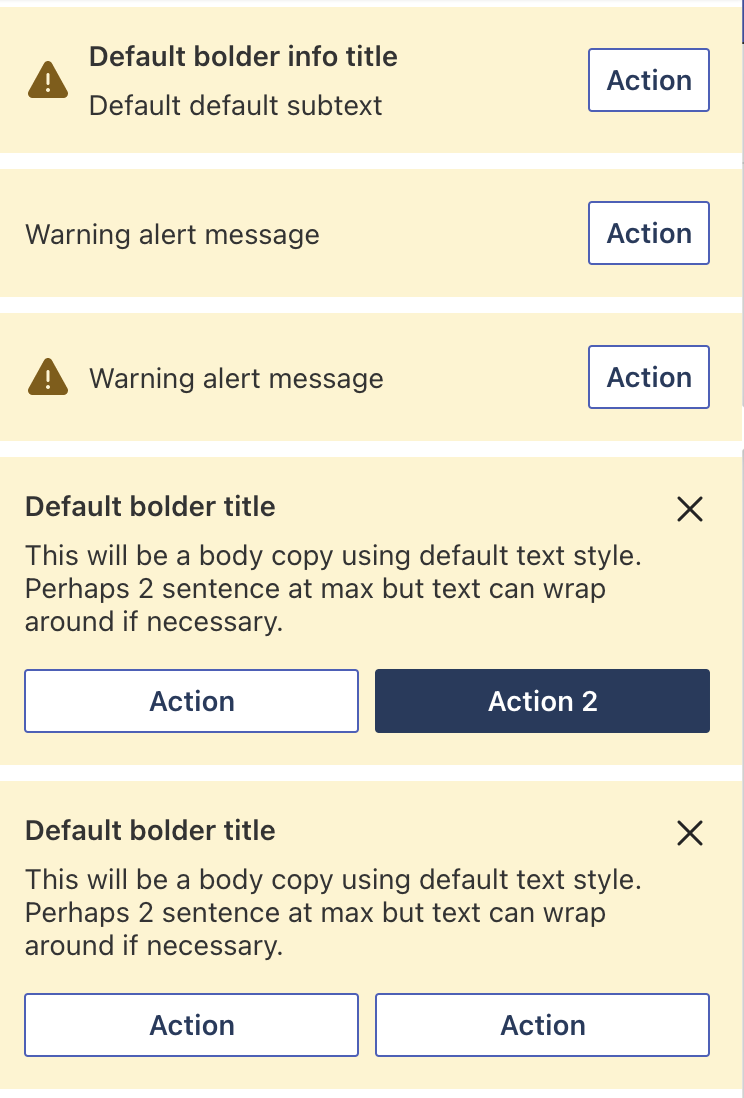 Default bolder info title
Default default subtext
Action
Warning alert message
Action
Warning alert message
Action
Default bolder title
This will be a body copy using default text style.
Perhaps 2 sentence at max but text can wrap
around if necessary.
Action
Action 2
Default bolder title
This will be a body copy using default text style.
Perhaps 2 sentence at max but text can wrap
around if necessary.
Action
Action